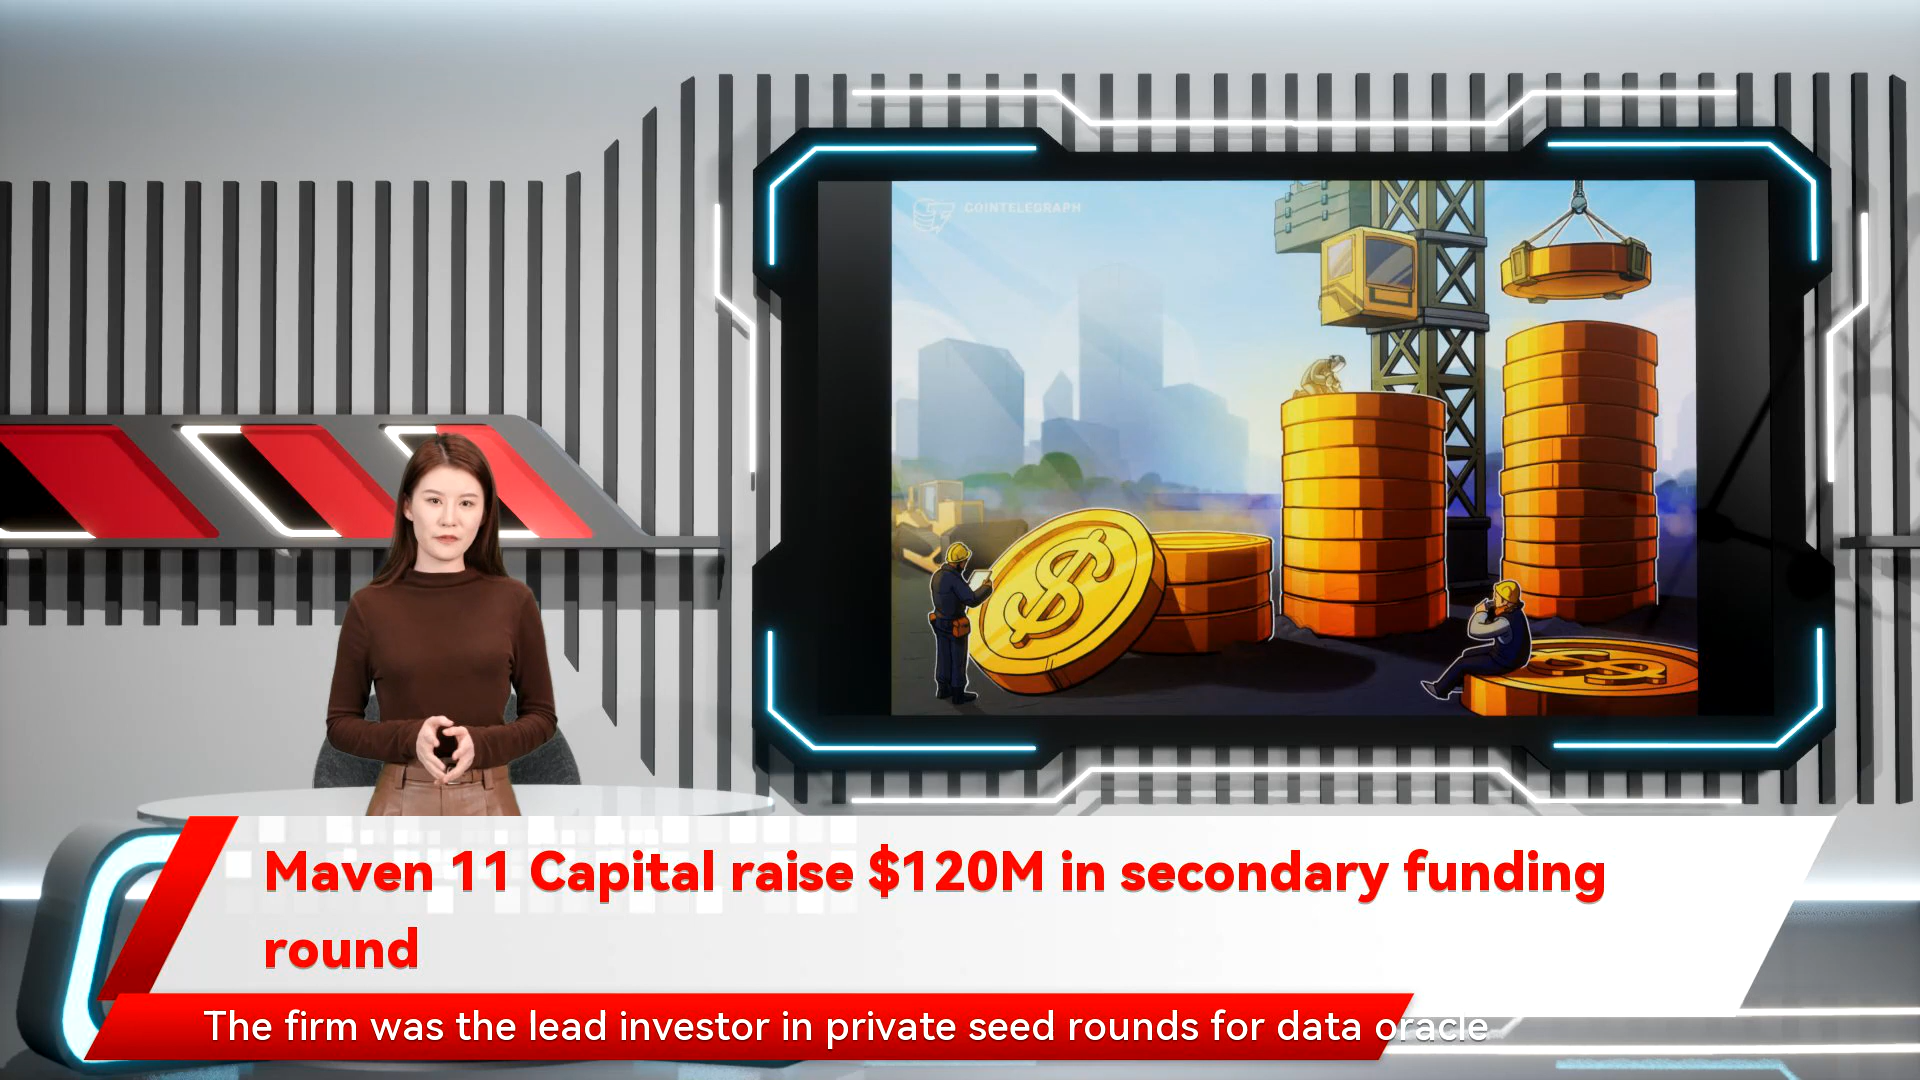 COINTELEGRAPH
Maven 11 Capital raise $120M in secondary funding
round
The firm was the lead investor in private seed rounds for data oracle